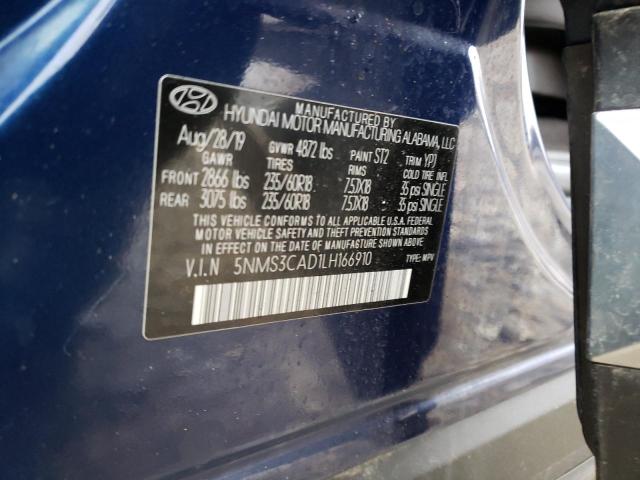 MANUFACTURED BY
HYUNDAI MOTOR MANUFACTURING ALABAMA, LLC
Aug/28/19 GVWR 4872 lbs PAINT ST2 TRIM YPJ
GAWR TIRES RIMS COLD TIRE INFL.
FRONT 2866 lbs 235/60R18 7.5JX18 35 psi SINGLE
REAR 3075 lbs 235/60R18 7.5JX18 35 psi SINGLE
THIS VEHICLE CONFORMS TO ALL APPLICABLE U.S.A. FEDERAL
MOTOR VEHICLE SAFETY AND THEFT PREVENTION STANDARDS
IN EFFECT ON THE DATE OF MANUFACTURE SHOWN ABOVE.
V.I.N 5NMS3CAD1LH166910 TYPE : MPV